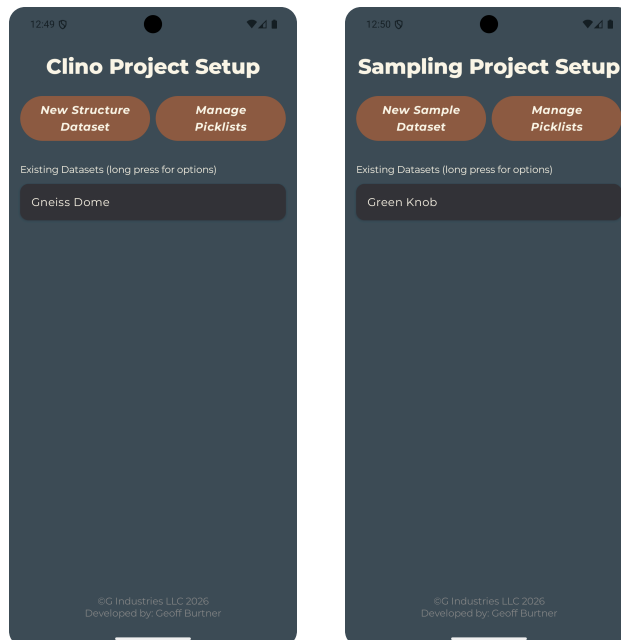 12:49
Clino Project Setup
New Structure
Dataset
Manage
Picklists
Existing Datasets (long press for options)
Gneiss Dome
©G Industries LLC 2026
Developed by: Geoff Burtner
12:50
Sampling Project Setup
New Sample
Dataset
Manage
Picklists
Existing Datasets (long press for options)
Green Knob
©G Industries LLC 2026
Developed by: Geoff Burtner